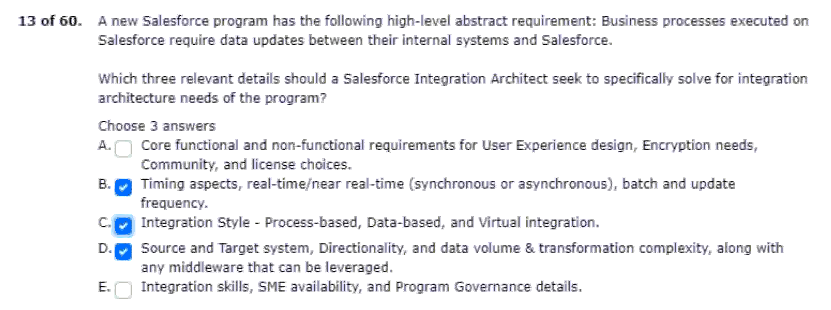 13 of 60. A new Salesforce program has the following high-level abstract requirement: Business processes executed on
Salesforce require data updates between their internal systems and Salesforce.
Which three relevant details should a Salesforce Integration Architect seek to specifically solve for integration
architecture needs of the program?
Choose 3 answers
A. Core functional and non-functional requirements for User Experience design, Encryption needs,
Community, and license choices.
B. Timing aspects, real-time/near real-time (synchronous or asynchronous), batch and update
frequency.
C. Integration Style - Process-based, Data-based, and Virtual integration.
D. Source and Target system, Directionality, and data volume & transformation complexity, along with
any middleware that can be leveraged.
E. Integration skills, SME availability, and Program Governance details.